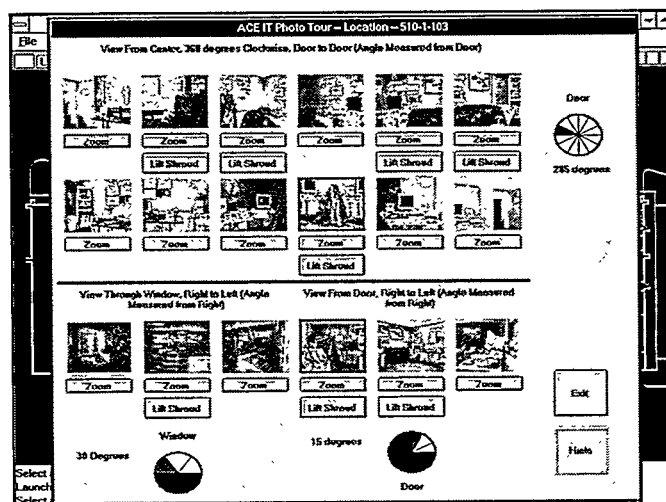 ACE IT Photo Tour – Location – 510-1-103
File
View From Center, 360 degrees Clockwise, Door to Door (Angle Measured from Door)
Door
Zoom Zoom Zoom Zoom Zoom Zoom
Lift Shroud Lift Shroud Lift Shroud Lift Shroud
285 degrees
Zoom Zoom Zoom Zoom Zoom Zoom
Lift Shroud
View Through Window, Right to Left (Angle
Measured from Right)
View From Door, Right to Left (Angle Measured
from Right)
Zoom Zoom Zoom Zoom Zoom Zoom
Lift Shroud Lift Shroud Lift Shroud
Exit
Window
30 Degrees
15 degrees
Door
Select
Launch
Select